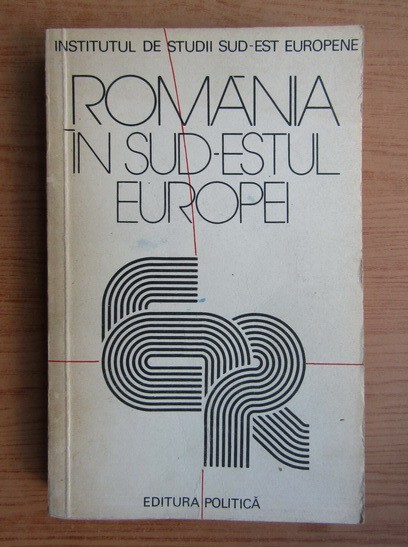 INSTITUTUL DE STUDII SUD-EST EUROPENE
ROMÂNIA
ÎN SUD-ESTUL
EUROPEI
EDITURA POLITICĂ